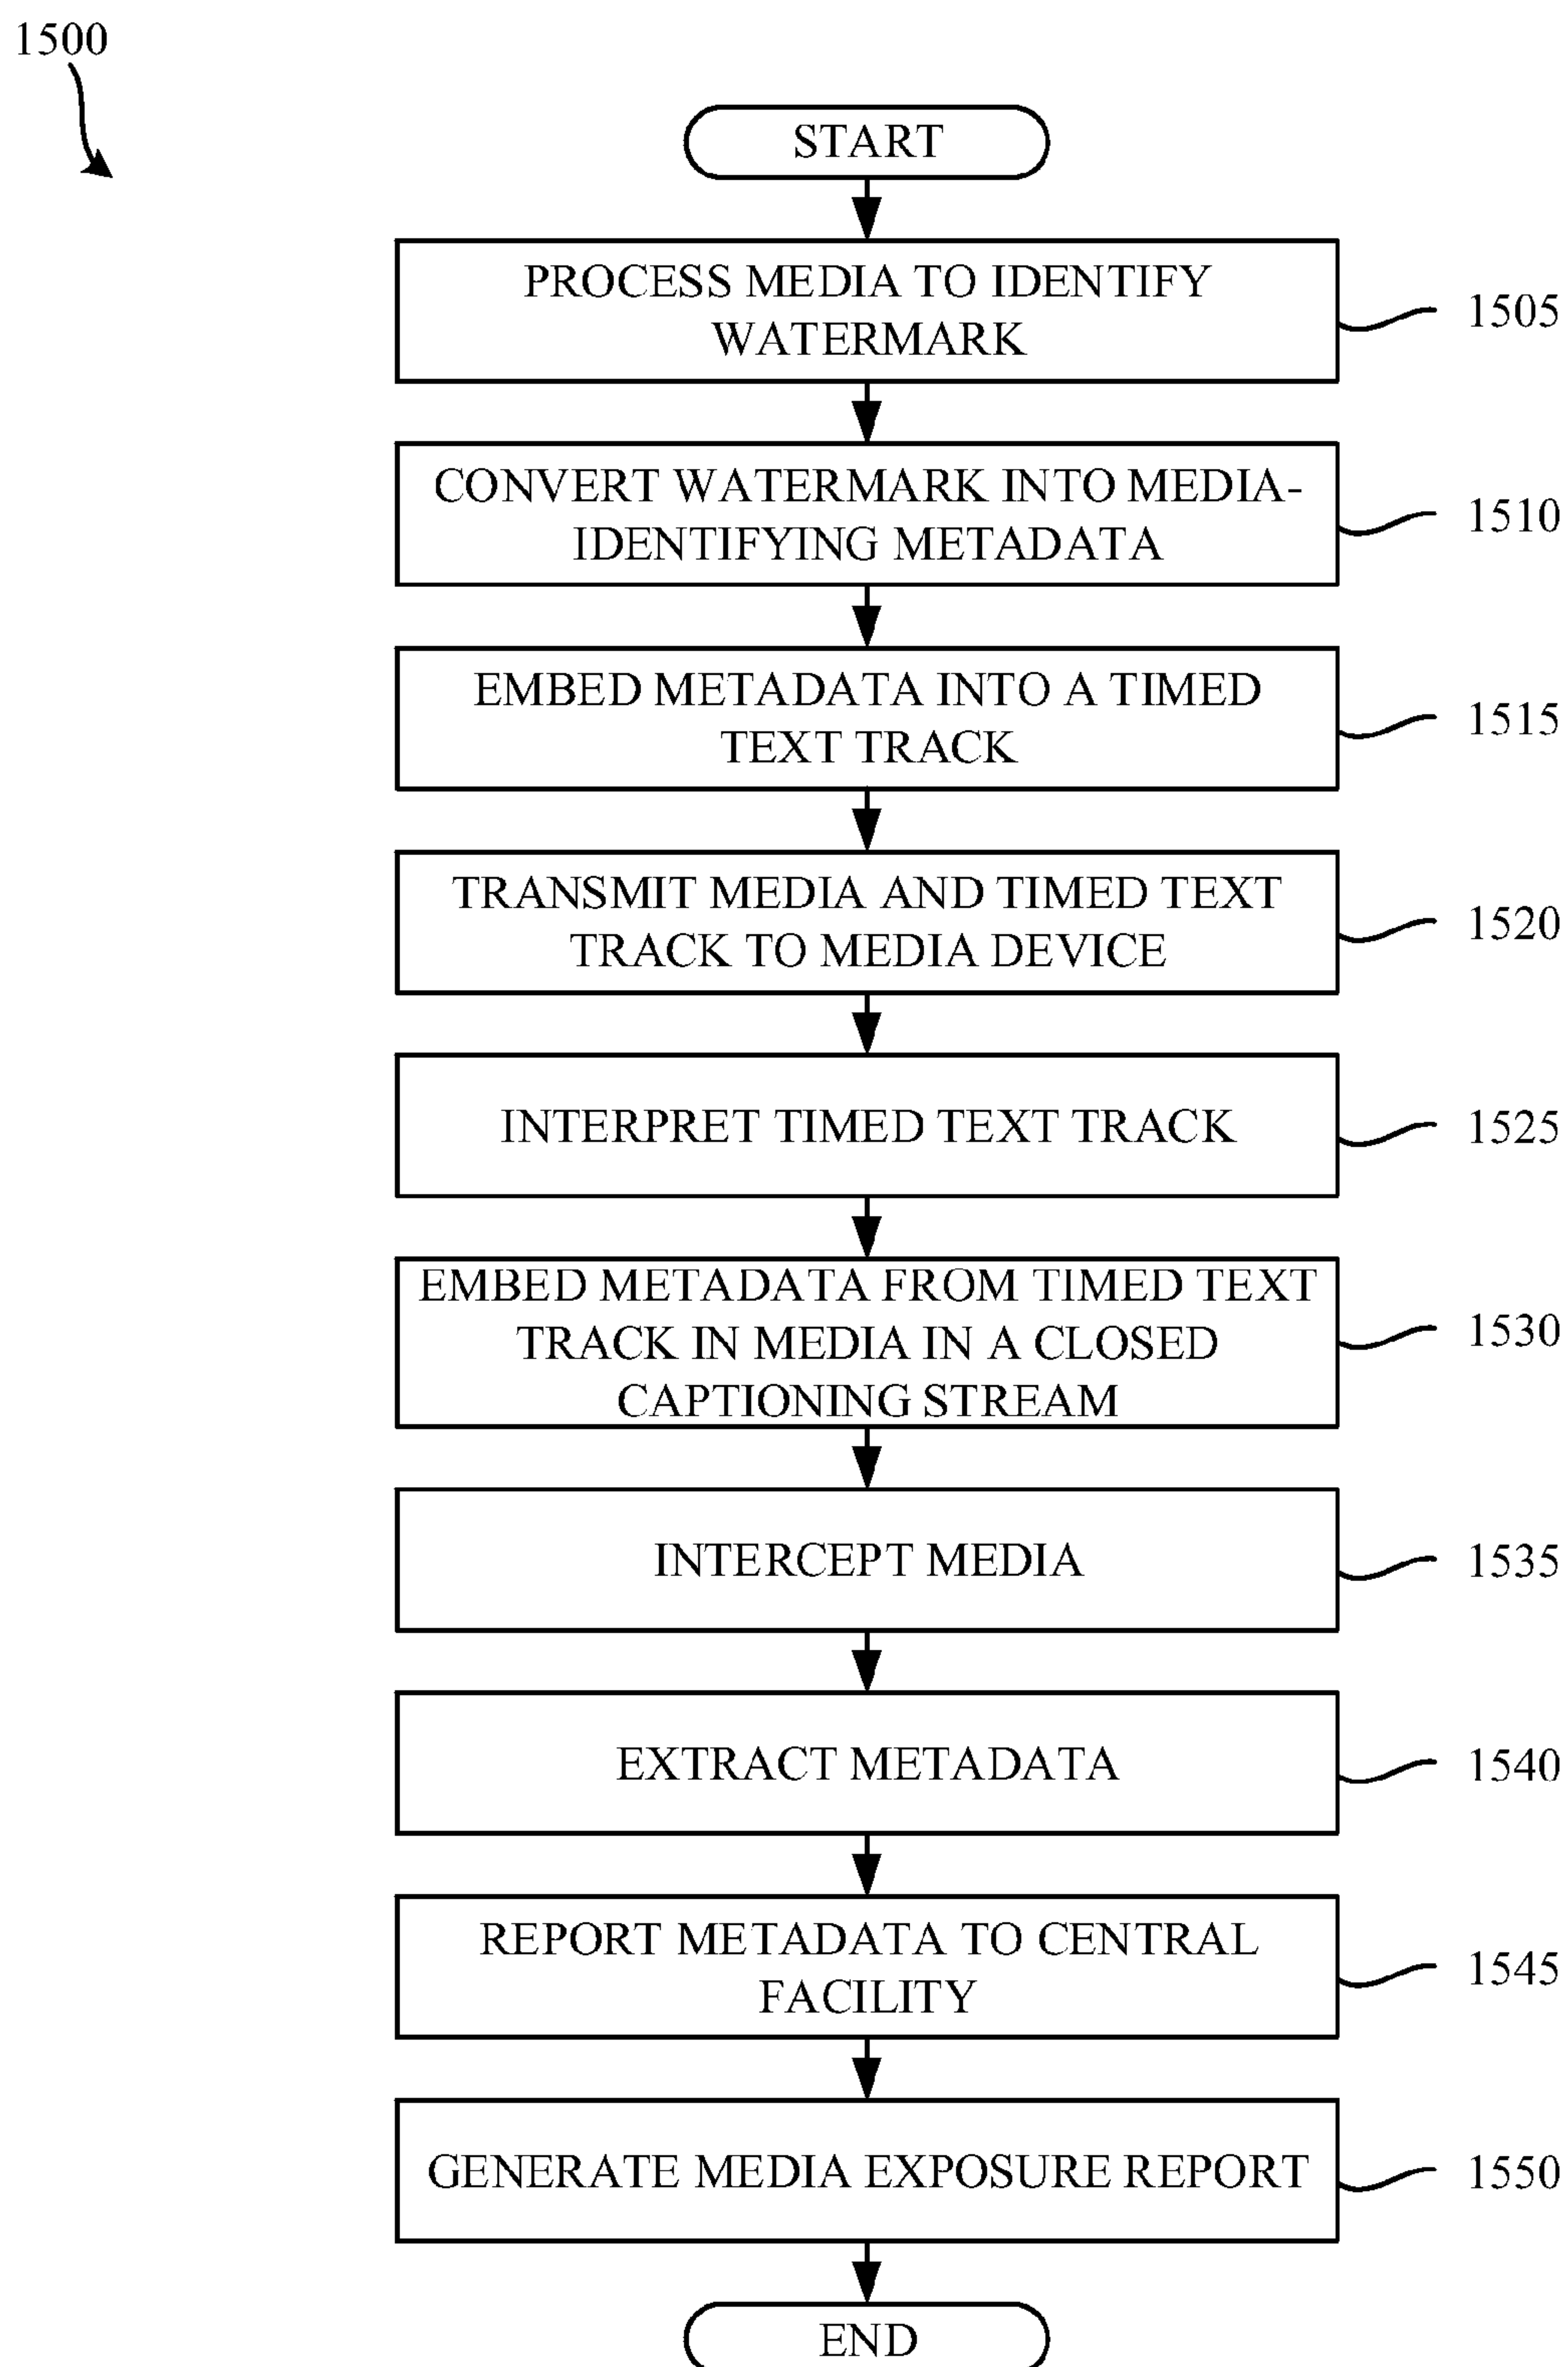 1500
START
PROCESS MEDIA TO IDENTIFY
WATERMARK
1505
CONVERT WATERMARK INTO MEDIA-
IDENTIFYING METADATA
1510
EMBED METADATA INTO A TIMED
TEXT TRACK
1515
TRANSMIT MEDIA AND TIMED TEXT
TRACK TO MEDIA DEVICE
1520
INTERPRET TIMED TEXT TRACK
1525
EMBED METADATA FROM TIMED TEXT
TRACK IN MEDIA IN A CLOSED
CAPTIONING STREAM
1530
INTERCEPT MEDIA
1535
EXTRACT METADATA
1540
REPORT METADATA TO CENTRAL
FACILITY
1545
GENERATE MEDIA EXPOSURE REPORT
1550
END